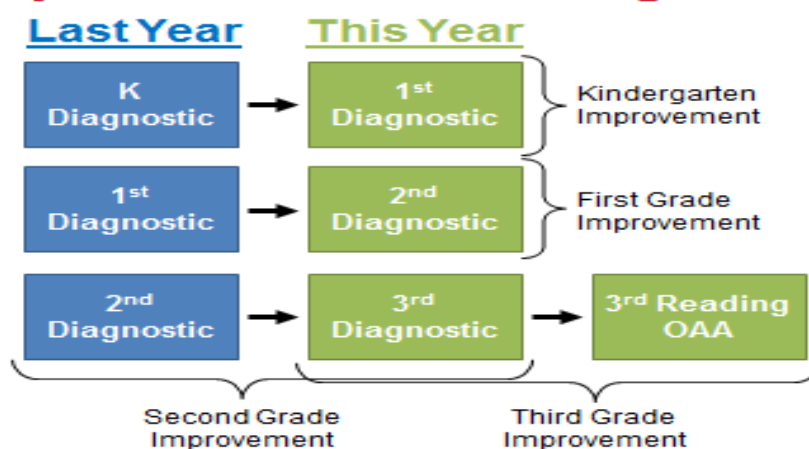 Last Year This Year
K
Diagnostic
1st
Diagnostic
Kindergarten
Improvement
1st
Diagnostic
2nd
Diagnostic
First Grade
Improvement
2nd
Diagnostic
3rd
Diagnostic
3rd Reading
OAA
Second Grade
Improvement
Third Grade
Improvement